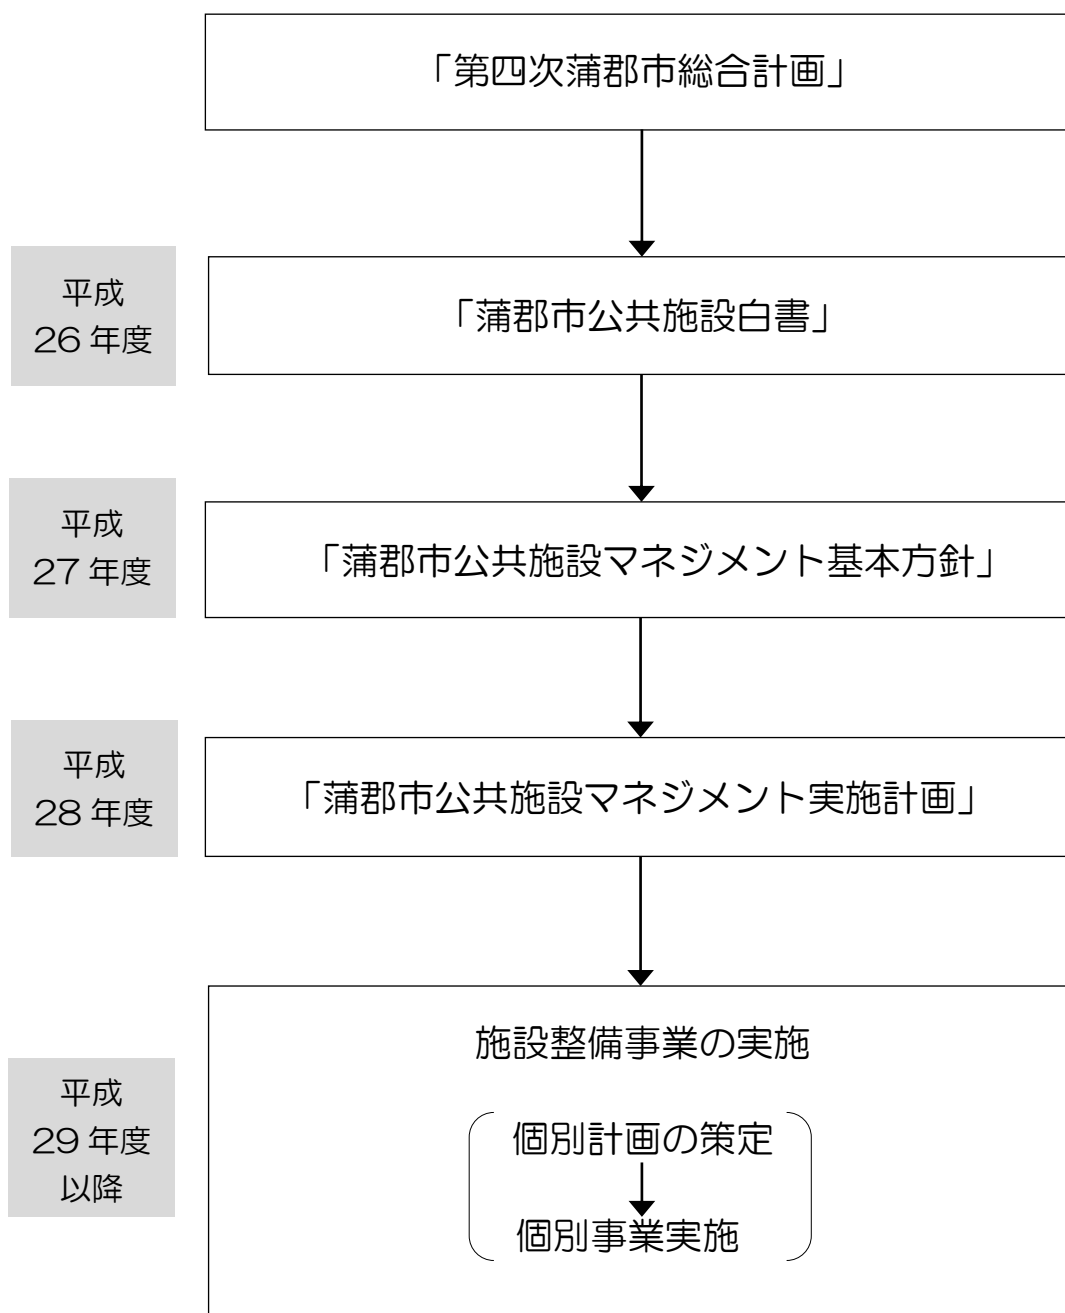 「第四次蒲郡市総合計画」
平成
26 年度
「蒲郡市公共施設白書」
平成
27 年度
「蒲郡市公共施設マネジメント基本方針」
平成
28 年度
「蒲郡市公共施設マネジメント実施計画」
平成
29 年度
以降
施設整備事業の実施
個別計画の策定
個別事業実施